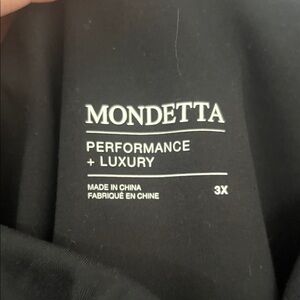 MONDETTA
PERFORMANCE
+ LUXURY
MADE IN CHINA
FABRIQUÉ EN CHINE
3X